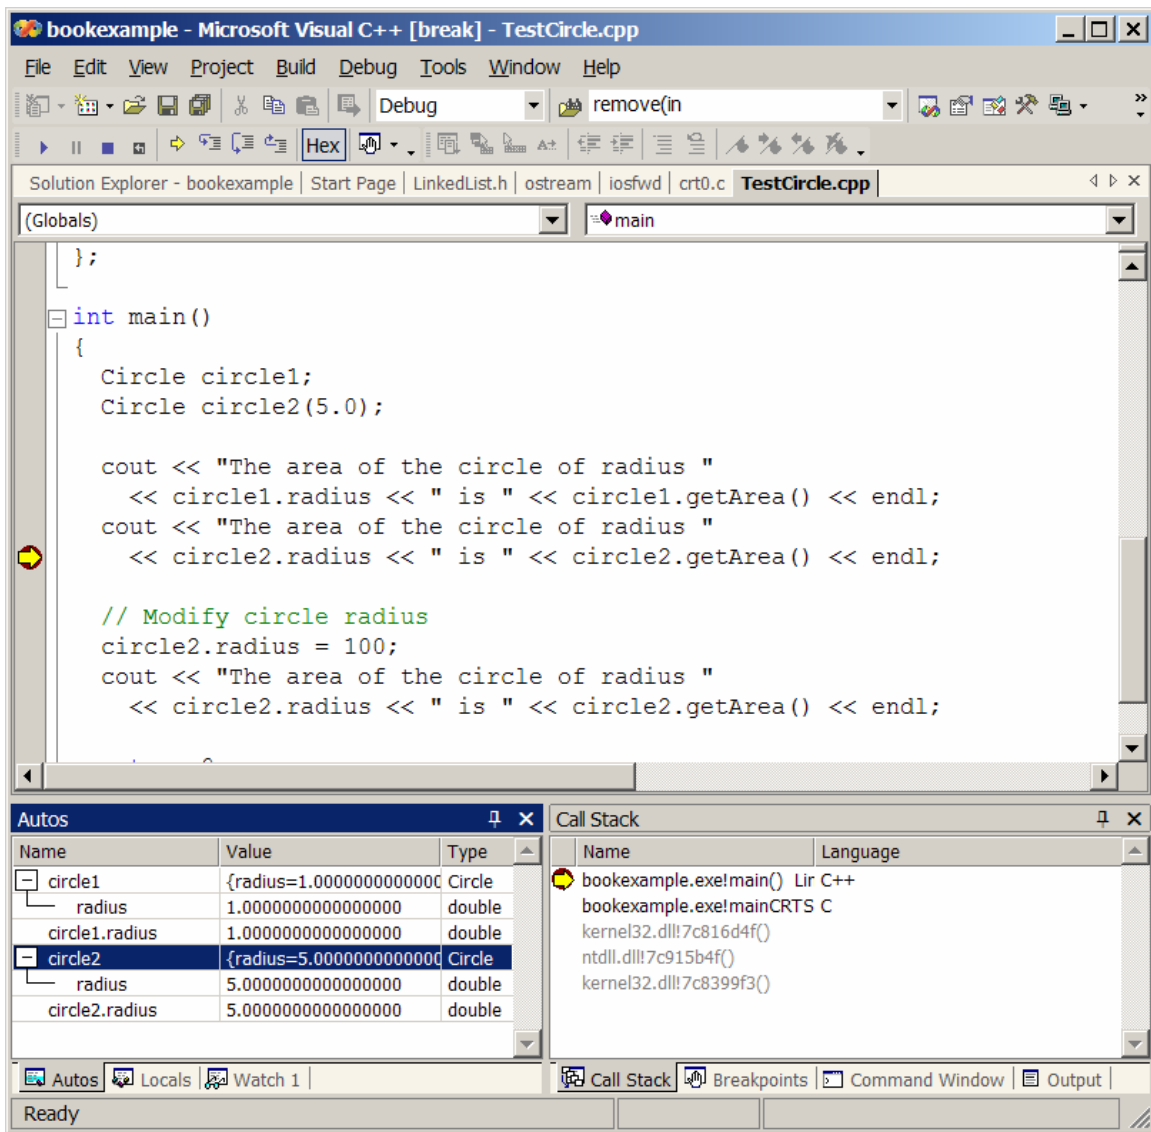 bookexample - Microsoft Visual C++ [break] - TestCircle.cpp
File Edit View Project Build Debug Tools Window Help
Debug remove(in
Hex
Solution Explorer - bookexample Start Page LinkedList.h ostream iosfwd crt0.c TestCircle.cpp
(Globals) main
};
int main()
{
Circle circle1;
Circle circle2(5.0);
cout << "The area of the circle of radius "
<< circle1.radius << " is " << circle1.getArea() << endl;
cout << "The area of the circle of radius "
<< circle2.radius << " is " << circle2.getArea() << endl;
// Modify circle radius
circle2.radius = 100;
cout << "The area of the circle of radius "
<< circle2.radius << " is " << circle2.getArea() << endl;
Autos
Name Value Type
circle1 {radius=1.0000000000000 Circle
radius 1.0000000000000000 double
circle1.radius 1.0000000000000000 double
circle2 {radius=5.0000000000000 Circle
radius 5.0000000000000000 double
circle2.radius 5.0000000000000000 double
Autos Locals Watch 1
Call Stack
Name Language
bookexample.exe!main() Lir C++
bookexample.exe!mainCRTS C
kernel32.dll!7c816d4f()
ntdll.dll!7c915b4f()
kernel32.dll!7c8399f3()
Call Stack Breakpoints Command Window Output
Ready